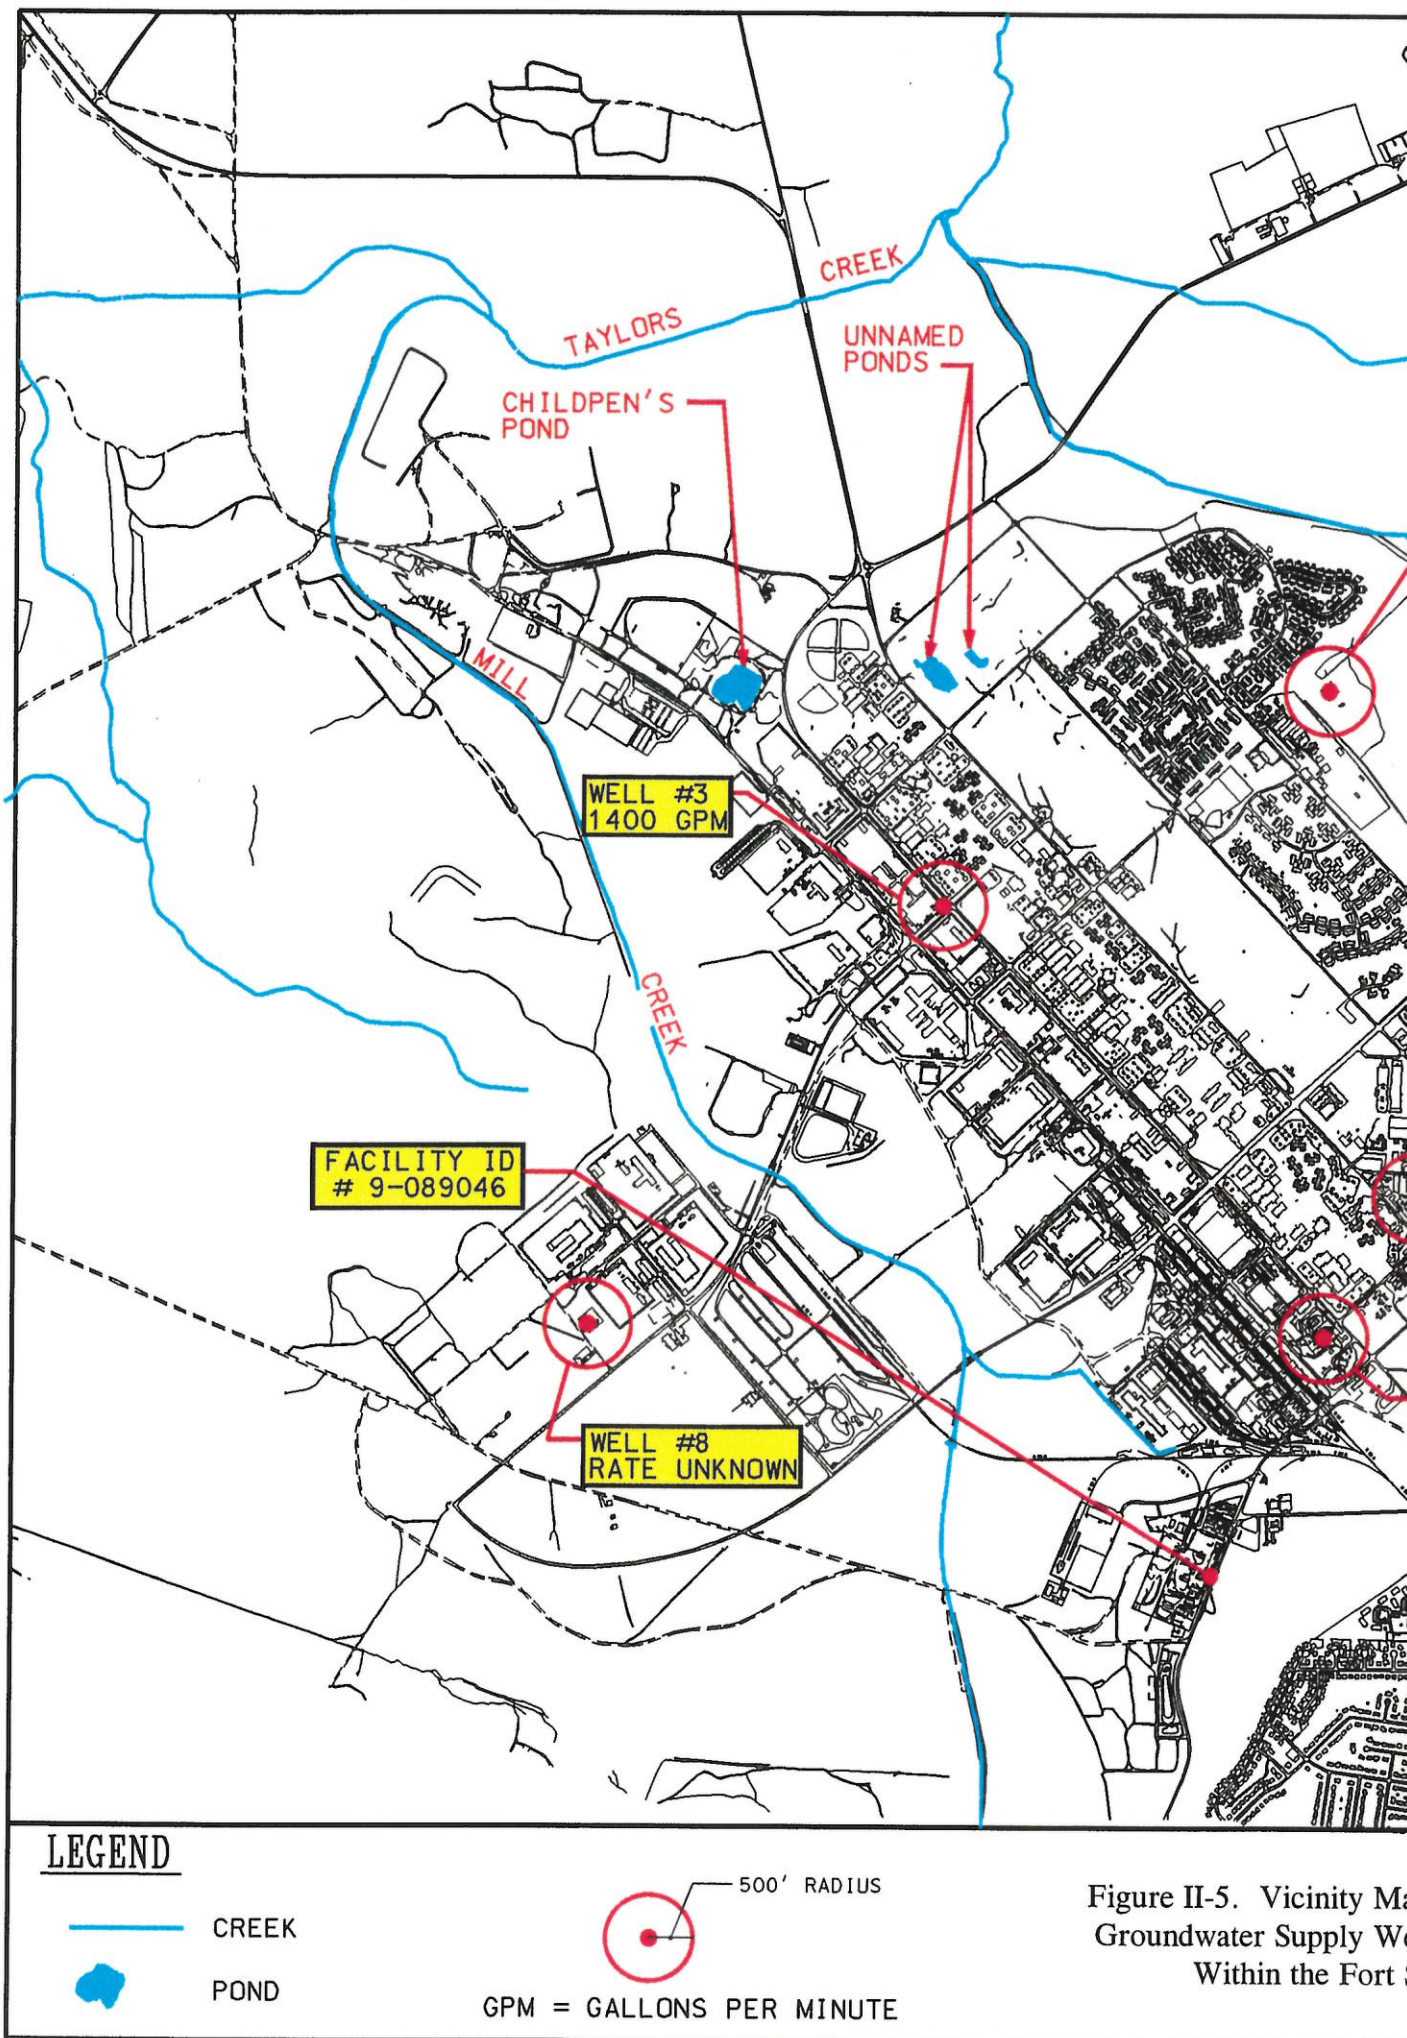 CREEK
TAYLORS
UNNAMED
PONDS
CHILDPEN'S
POND
MILL
WELL #3
1400 GPM
CREEK
FACILITY ID
# 9-089046
WELL #8
RATE UNKNOWN
LEGEND
CREEK
POND
500' RADIUS
GPM = GALLONS PER MINUTE
Figure II-5. Vicinity Ma
Groundwater Supply We
Within the Fort S